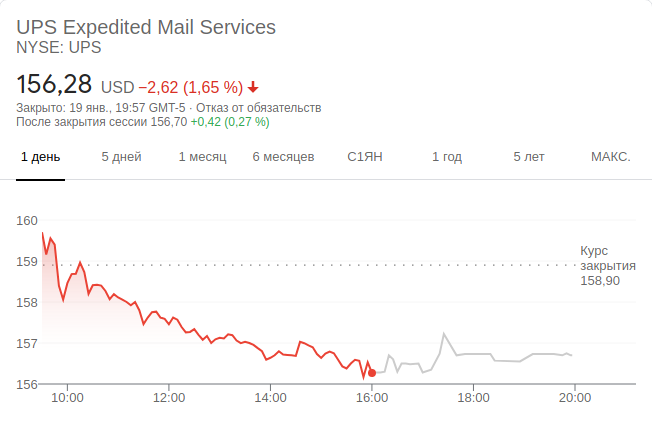 UPS Expedited Mail Services
NYSE: UPS
156,28 USD −2,62 (1,65 %)
Закрыто: 19 янв., 19:57 GMT-5 · Отказ от обязательств
После закрытия сессии 156,70 +0,42 (0,27 %)
1 день 5 дней 1 месяц 6 месяцев С1ЯН 1 год 5 лет МАКС.
160
159
158
157
156
Курс
закрытия
158,90
10:00 12:00 14:00 16:00 18:00 20:00